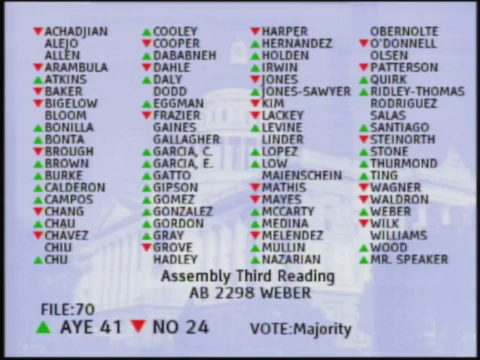 ▼ACHADJIAN ▲COOLEY ▼HARPER OBERNOLTE
ALEJO ▼COOPER ▲HERNANDEZ ▼O'DONNELL
ALLEN ▲DABABNEH ▲HOLDEN OLSEN
▼ARAMBULA ▼DAHLE ▲IRWIN ▼PATTERSON
▲ATKINS ▲DALY ▼JONES ▲QUIRK
▼BAKER DODD ▲JONES-SAWYER ▲RIDLEY-THOMAS
▼BIGELOW ▲EGGMAN ▼KIM RODRIGUEZ
BLOOM ▼FRAZIER ▼LACKEY SALAS
▲BONILLA GAINES ▲LEVINE ▲SANTIAGO
▲BONTA GALLAGHER LINDER ▼STEINORTH
▼BROUGH ▲GARCIA, C. ▲LOPEZ ▲STONE
▲BROWN ▲GARCIA, E. ▲LOW ▲THURMOND
▲BURKE ▲GATTO MAIENSCHEIN ▲TING
▲CALDERON ▲GIPSON ▼MATHIS ▼WAGNER
▲CAMPOS ▲GOMEZ ▼MAYES ▼WALDRON
▼CHANG ▲GONZALEZ ▲MCCARTY ▲WEBER
▲CHAU ▲GORDON ▲MEDINA ▼WILK
▼CHÁVEZ ▲GRAY ▼MELENDEZ WILLIAMS
CHIU ▼GROVE ▲MULLIN ▲WOOD
▲CHU HADLEY ▲NAZARIAN ▲MR. SPEAKER
Assembly Third Reading
AB 2298 WEBER
FILE:70
▲ AYE 41 ▼ NO 24 VOTE:Majority